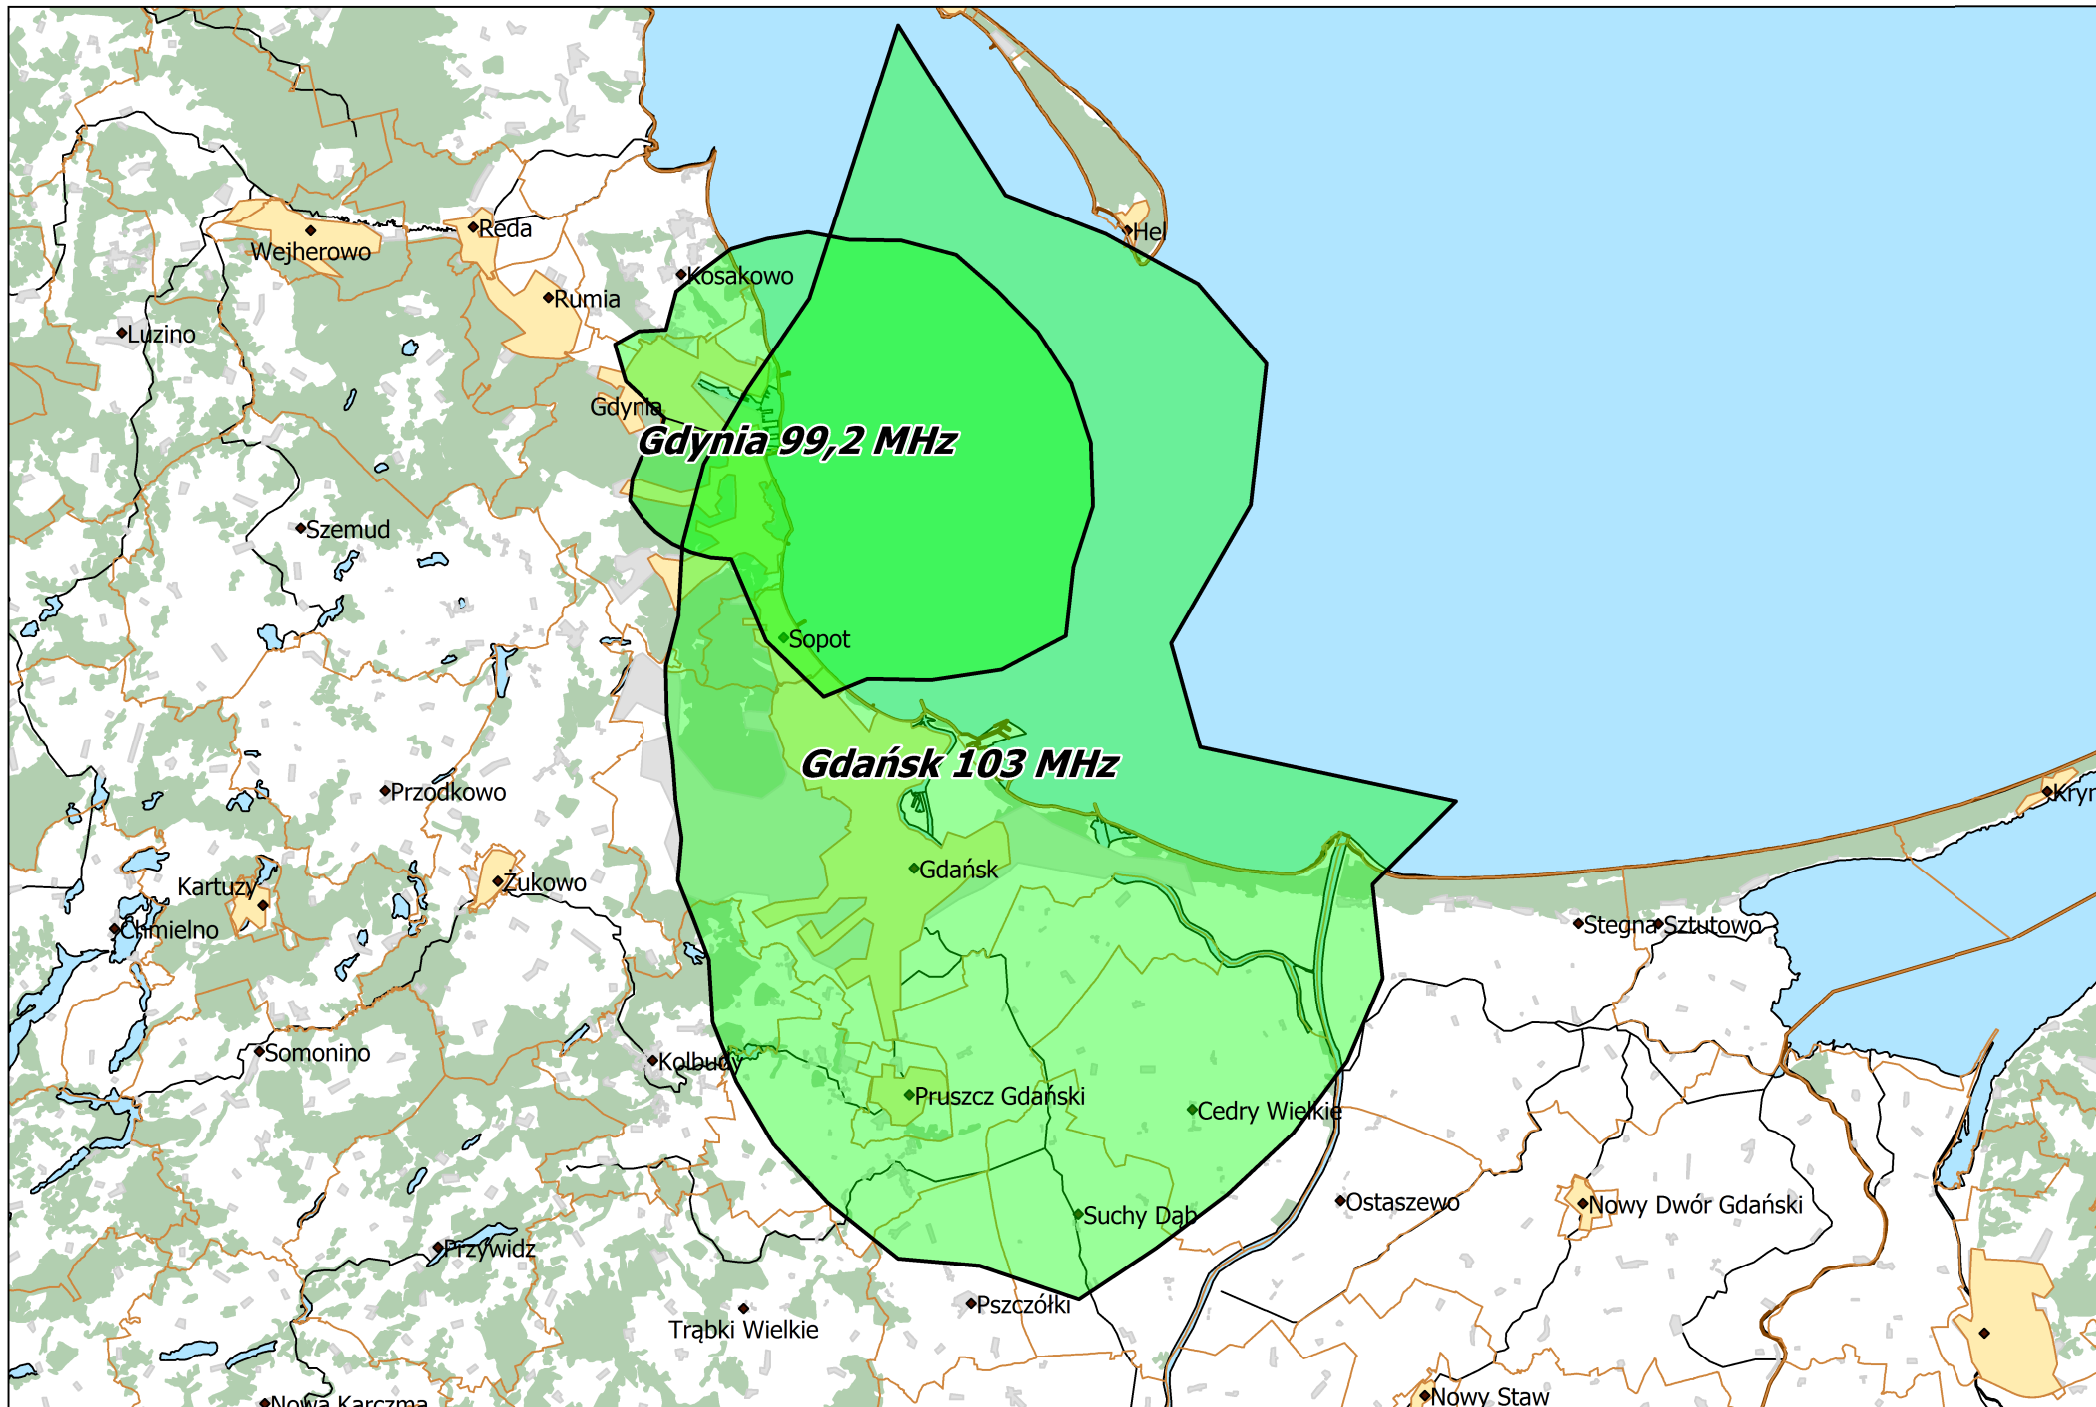 Hel
Reda
Wejherowo
Kosakowo
Rumia
Luzino
Gdynia
Gdynia 99,2 MHz
Szemud
Sopot
Gdańsk 103 MHz
Przodkowo
Kryn
Gdańsk
Żukowo
Kartuzy
Chmielno
Stegna
Sztutowo
Somonino
Kolbudy
Pruszcz Gdański
Cedry Wielkie
Ostaszewo
Nowy Dwór Gdański
Suchy Dąb
Przywidz
Pszczółki
Trąbki Wielkie
Nowy Staw
Nowa Karczma